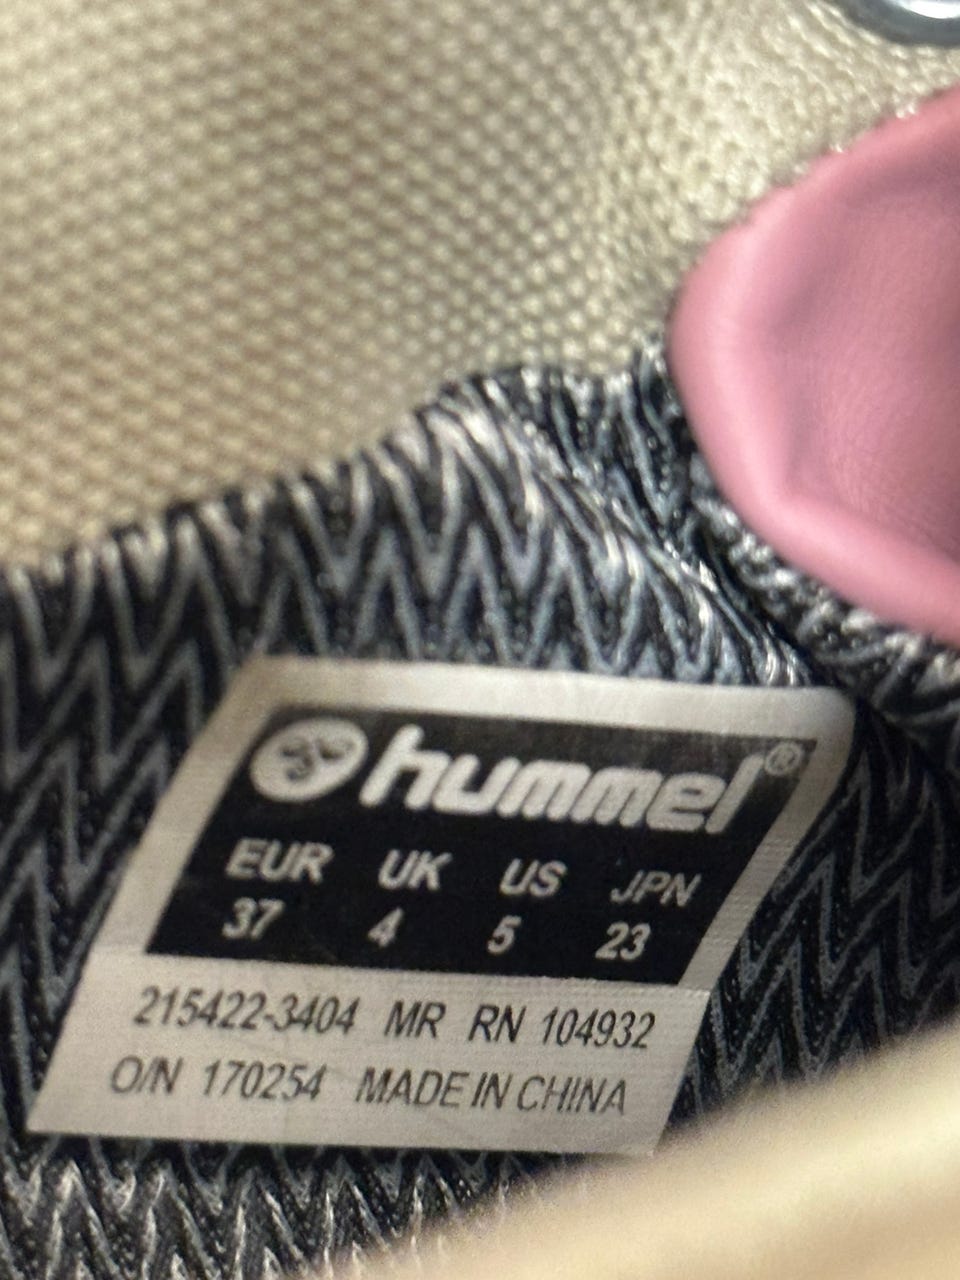 hummel®
EUR UK US JPN
37 4 5 23
215422-3404 MR RN 104932
O/N 170254 MADE IN CHINA